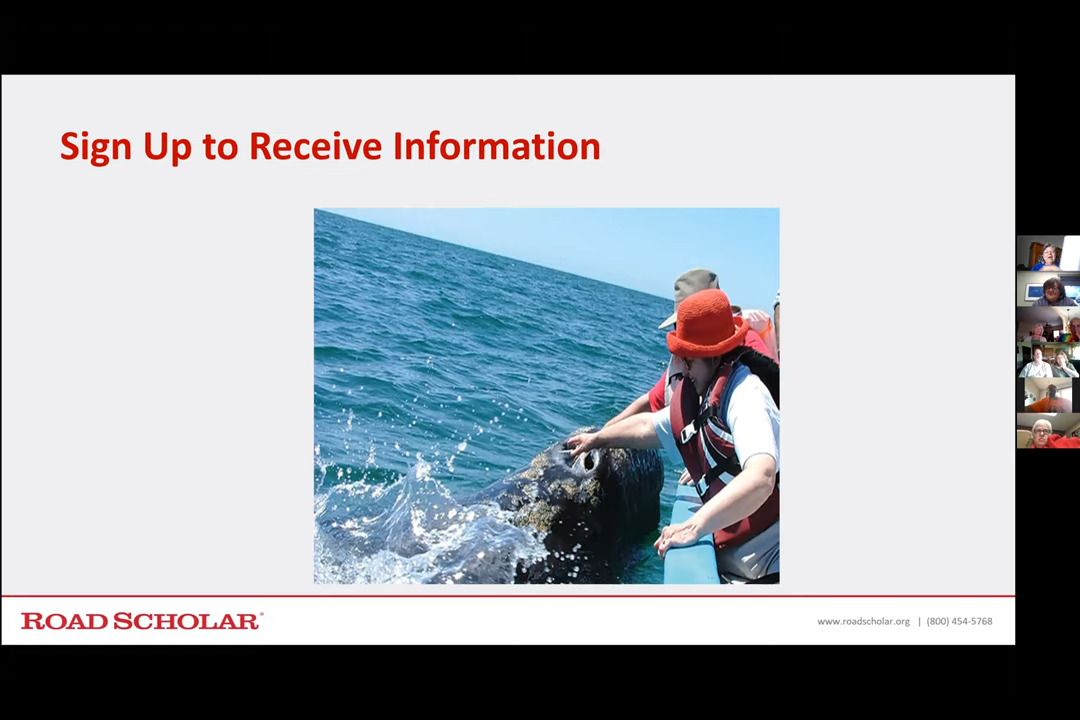 Sign Up to Receive Information
ROAD SCHOLAR®
www.roadscholar.org | (800) 454-5768